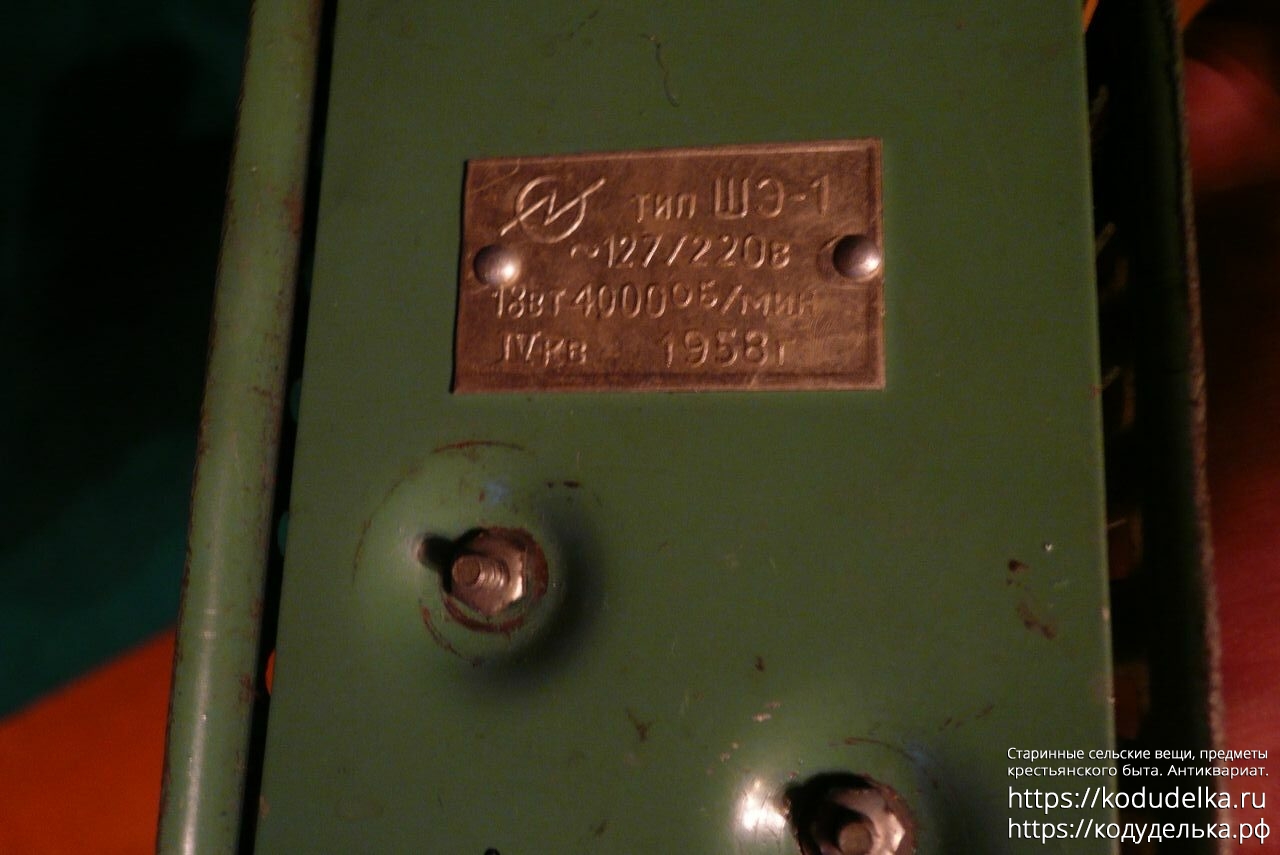 тип ШЭ-1
~127/220в
18вт 4000об/мин
IVкв 1958г
Старинные сельские вещи, предметы
крестьянского быта. Антиквариат.
https://kodudelka.ru
https://кодуделька.рф